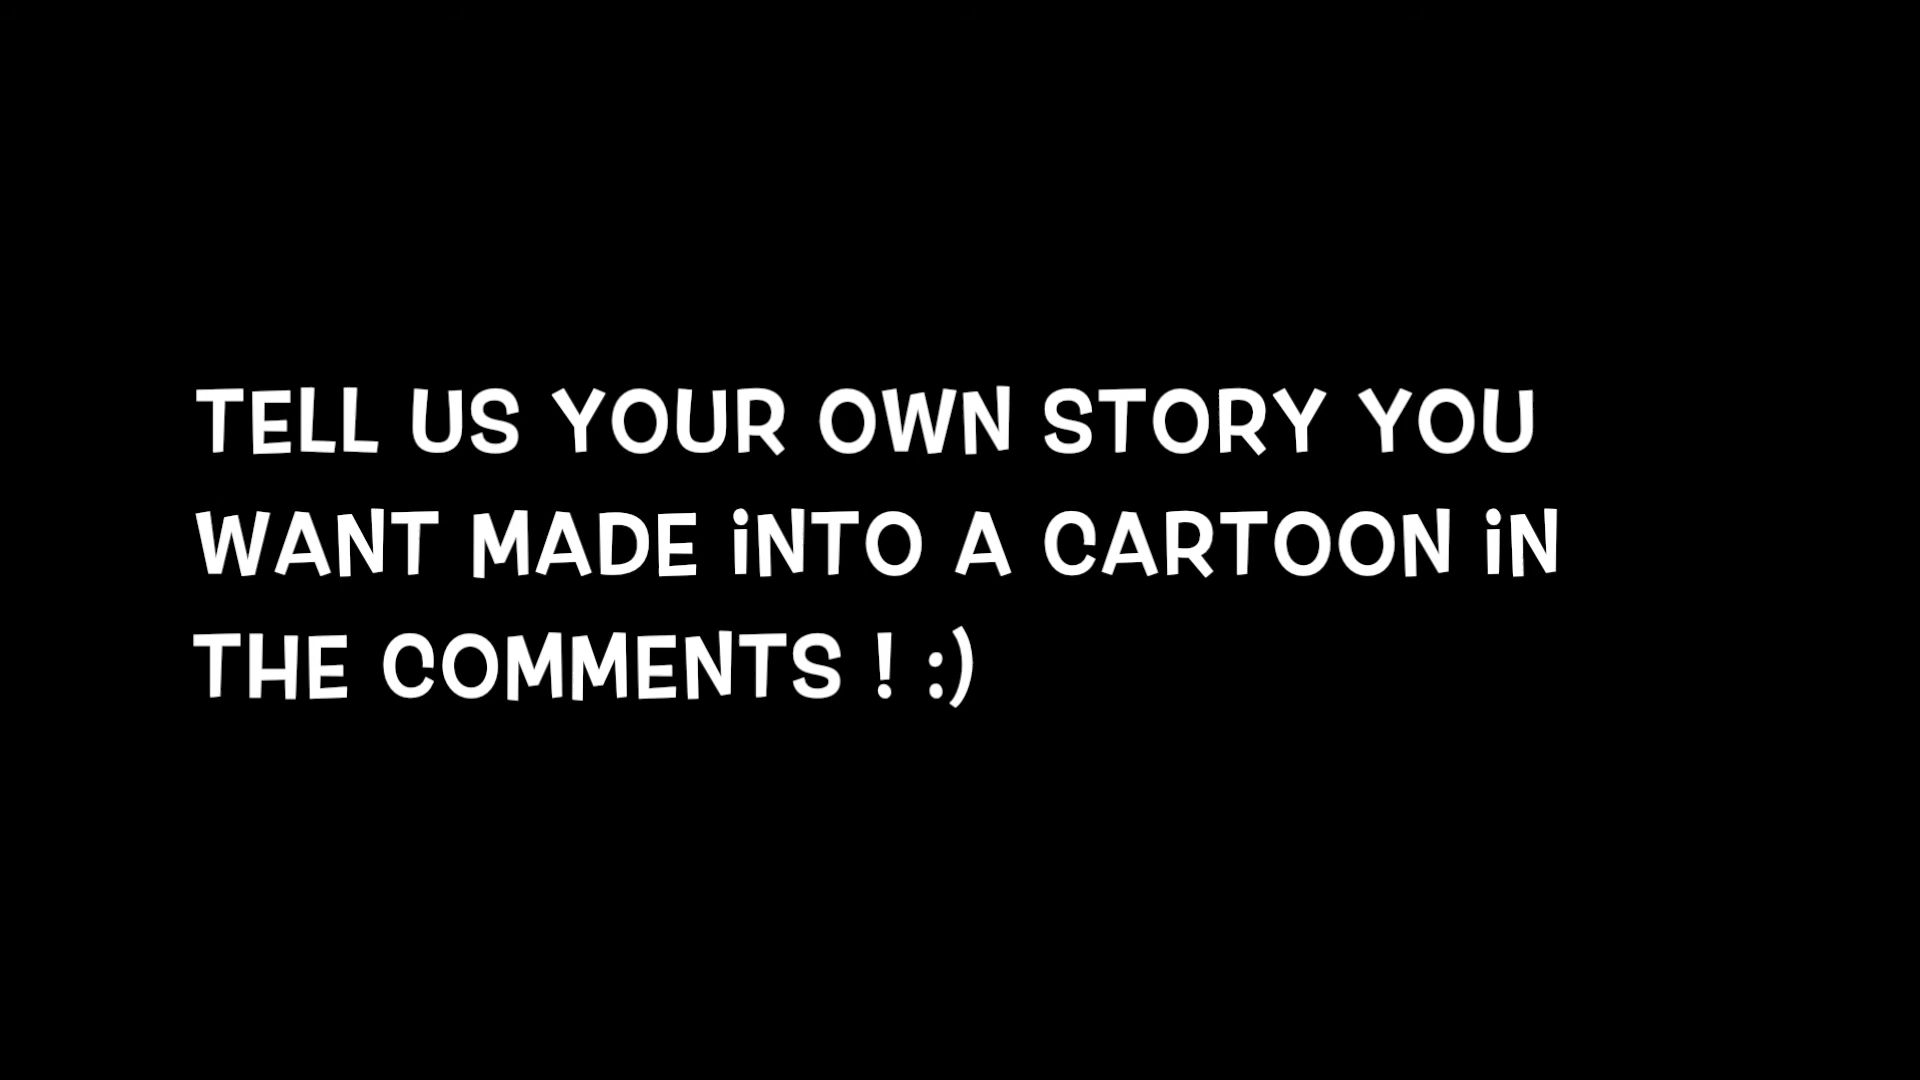 TELL US YOUR OWN STORY YOU
WANT MADE iNTO A CARTOON iN
THE COMMENTS ! :)